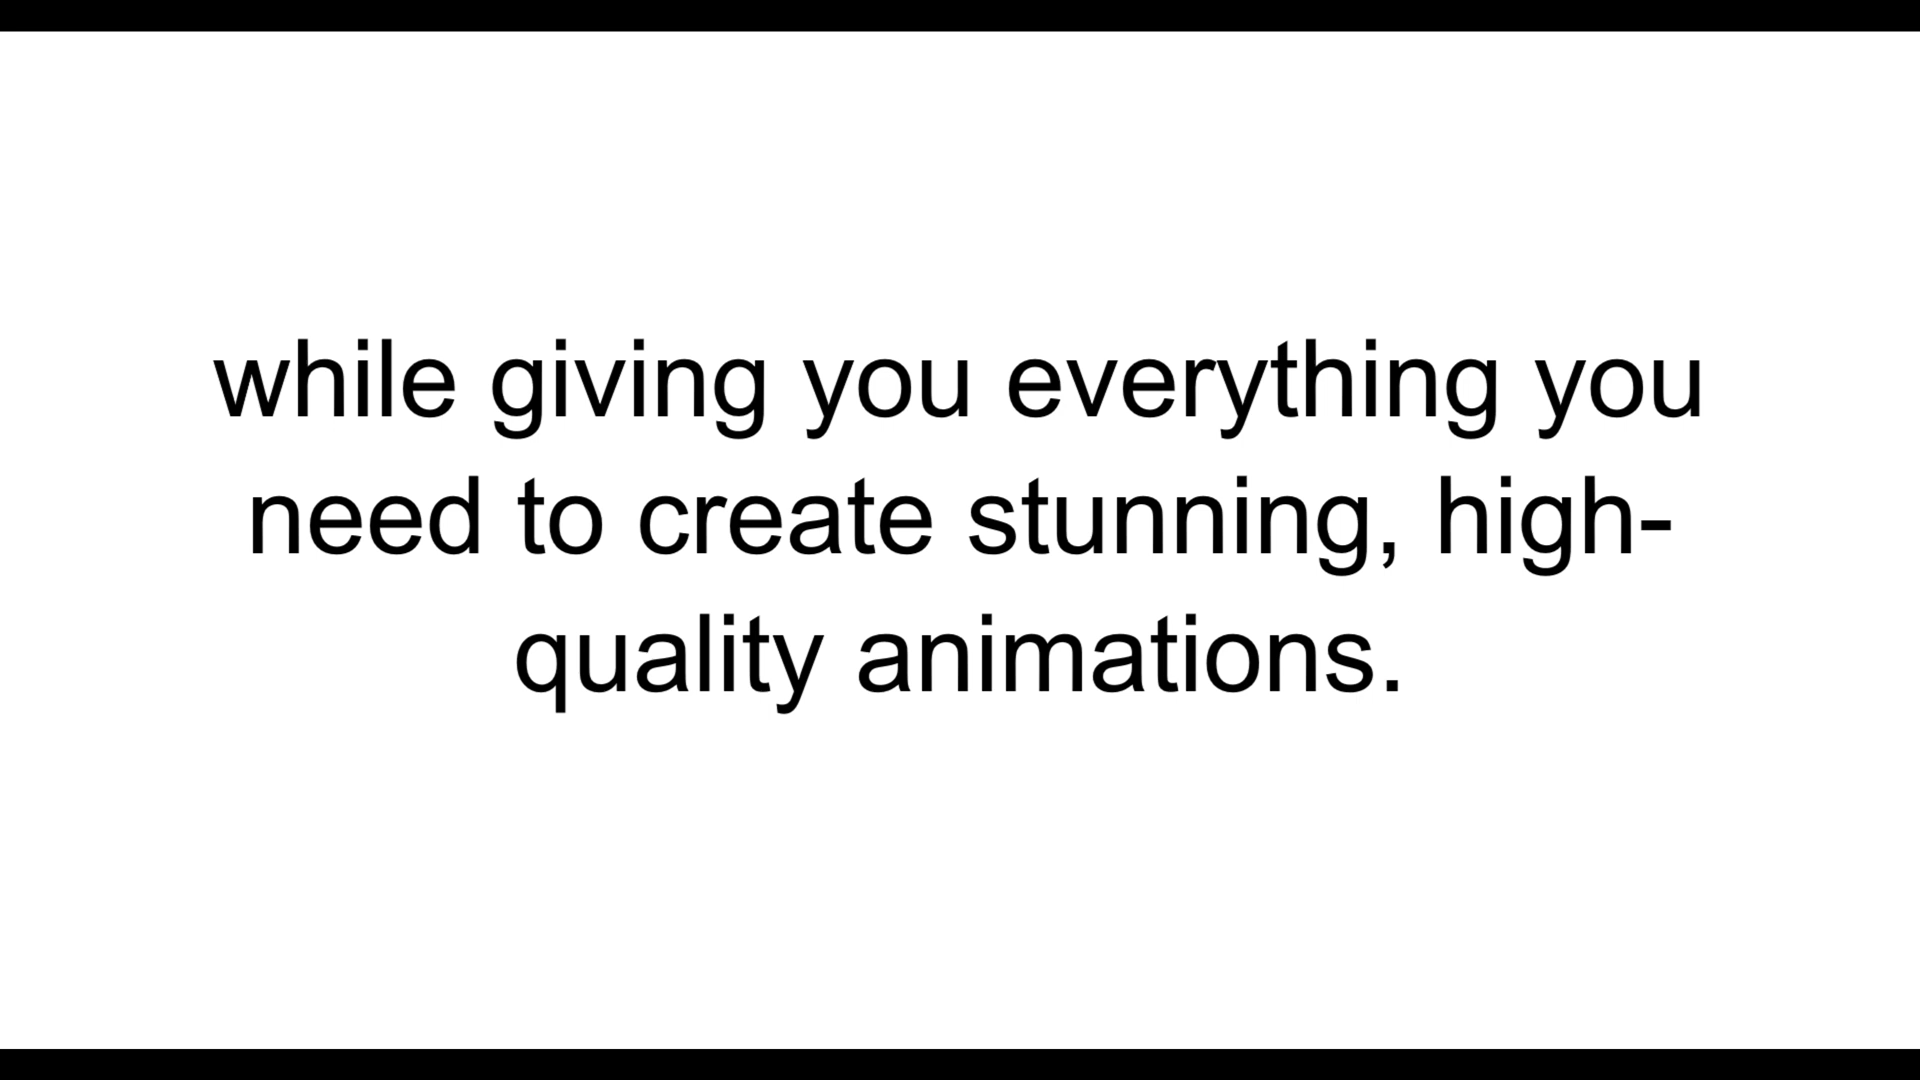 while giving you everything you
need to create stunning, high-
quality animations.